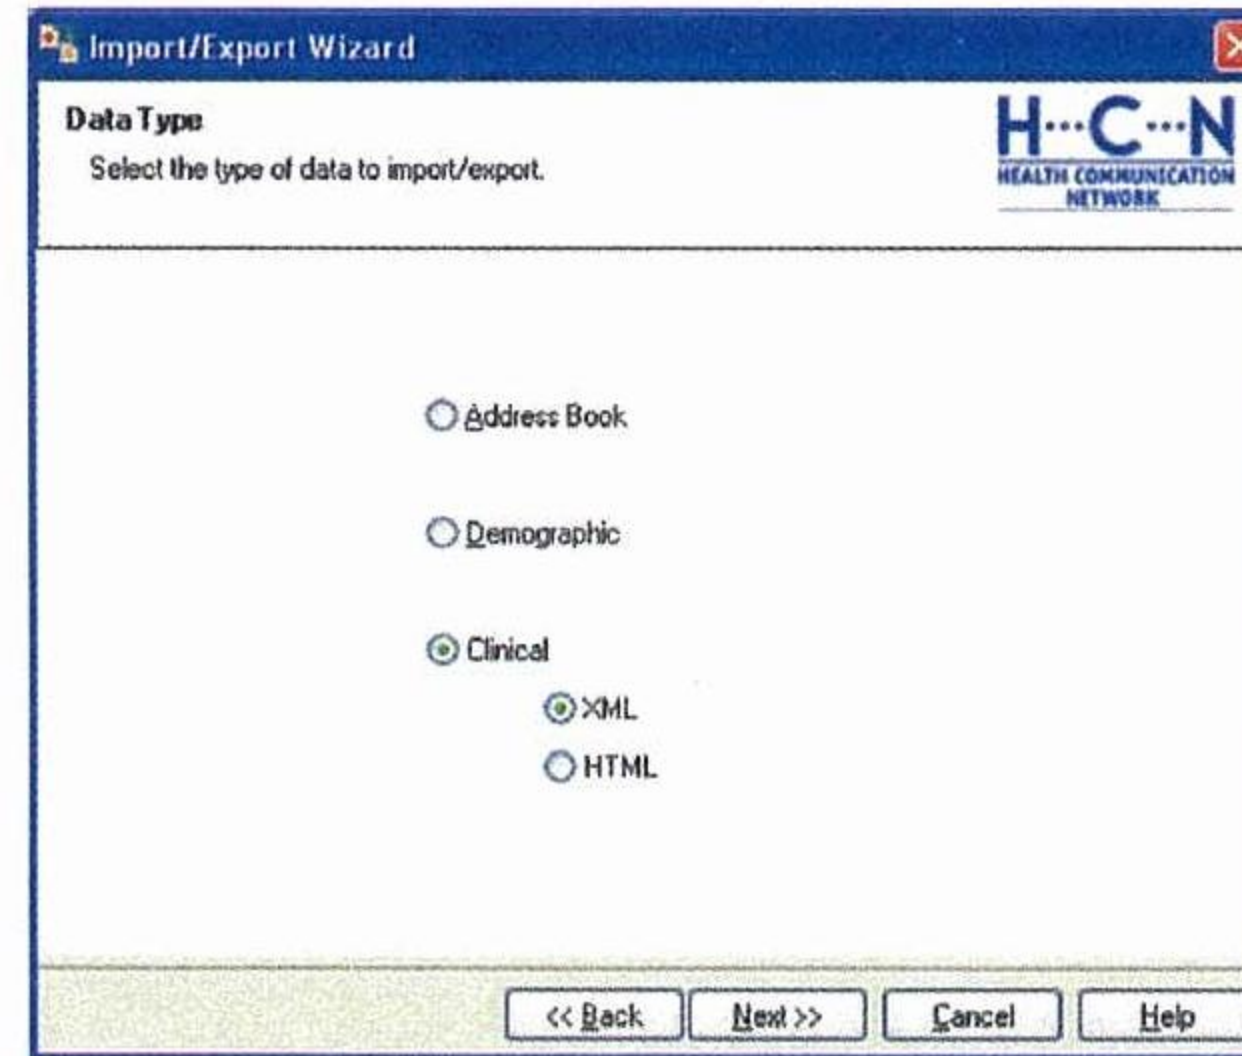 Import/Export Wizard
Data Type
Select the type of data to import/export.
H···C···N
HEALTH COMMUNICATION
NETWORK
Address Book
Demographic
Clinical
XML
HTML
<< Back Next >> Cancel Help